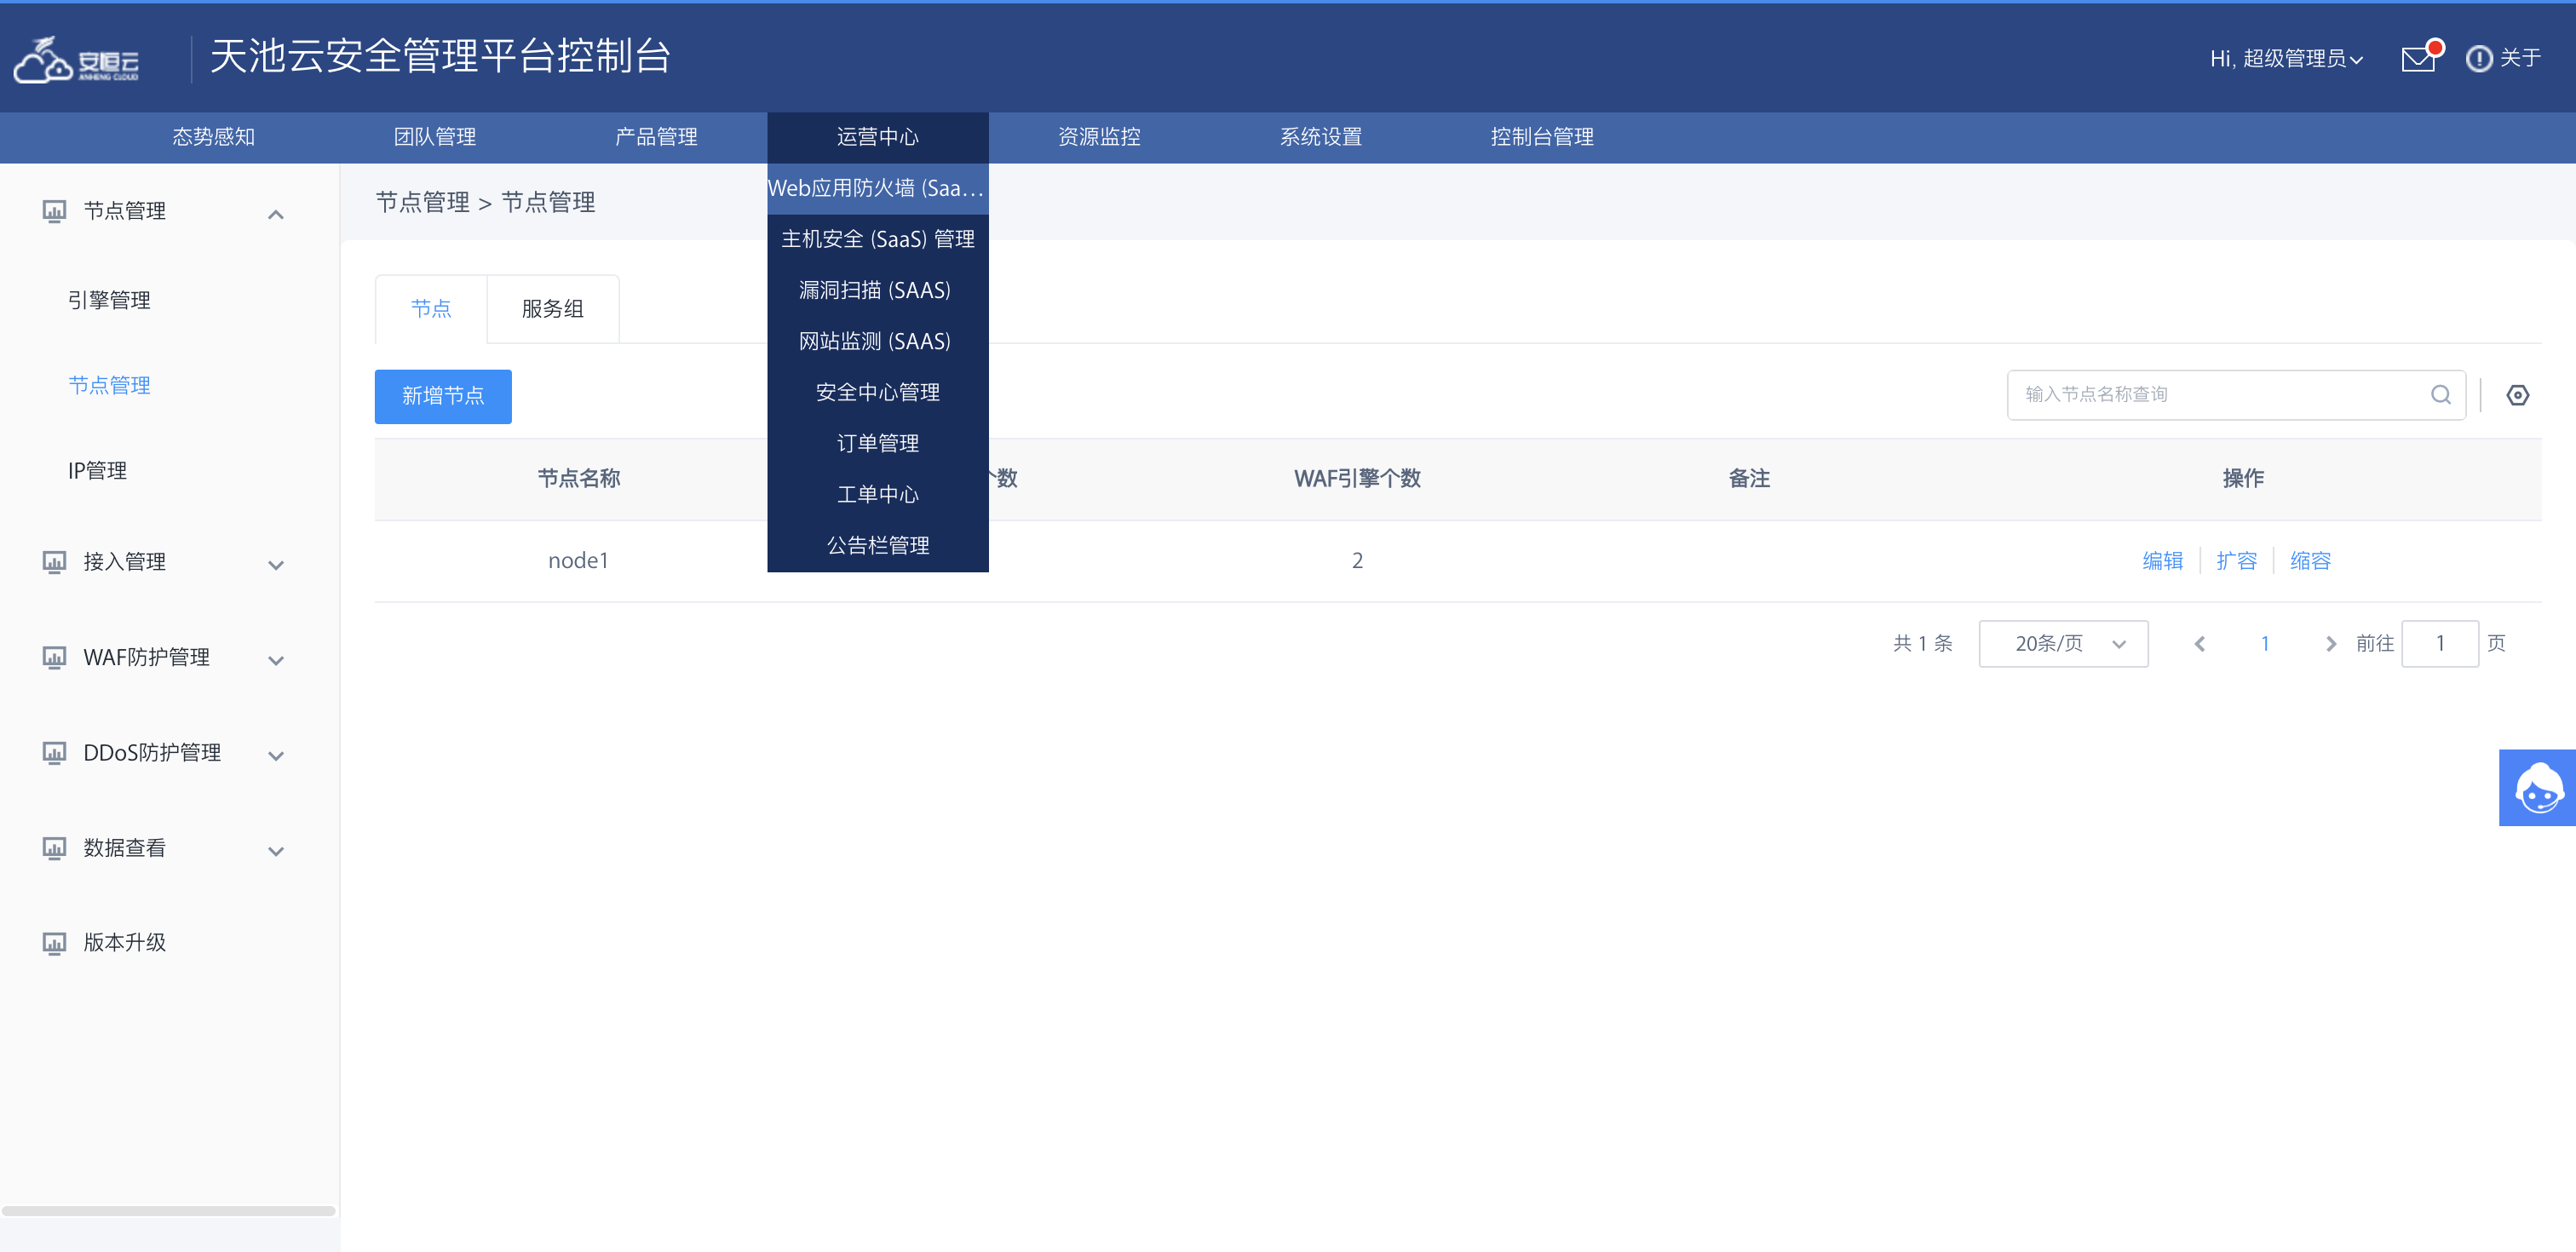 安恒云
ANHENG CLOUD
天池云安全管理平台控制台
Hi, 超级管理员
关于
态势感知
团队管理
产品管理
运营中心
资源监控
系统设置
控制台管理
Web应用防火墙 (Saa...
主机安全 (SaaS) 管理
漏洞扫描 (SAAS)
网站监测 (SAAS)
安全中心管理
订单管理
工单中心
公告栏管理
节点管理
引擎管理
节点管理
IP管理
接入管理
WAF防护管理
DDoS防护管理
数据查看
版本升级
节点管理 > 节点管理
节点
服务组
新增节点
输入节点名称查询
节点名称
个数
WAF引擎个数
备注
操作
node1
2
编辑
扩容
缩容
共 1 条
20条/页
1
前往
1
页